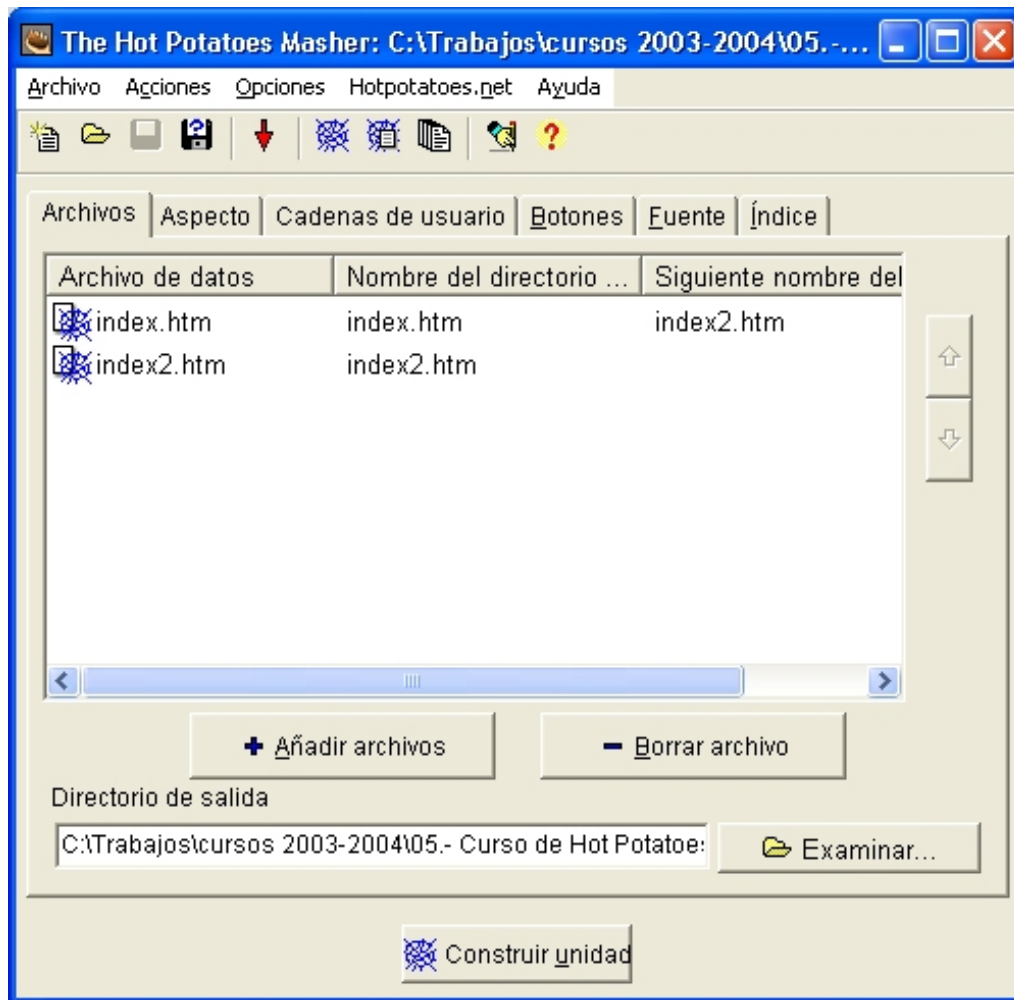 The Hot Potatoes Masher: C:\Trabajos\cursos 2003-2004\05.-...
Archivo Acciones Opciones Hotpotatoes.net Ayuda
Archivos Aspecto Cadenas de usuario Botones Fuente Índice
Archivo de datos Nombre del directorio ... Siguiente nombre del
index.htm index.htm index2.htm
index2.htm index2.htm
+ Añadir archivos - Borrar archivo
Directorio de salida
C:\Trabajos\cursos 2003-2004\05.- Curso de Hot Potatoes Examinar...
Construir unidad